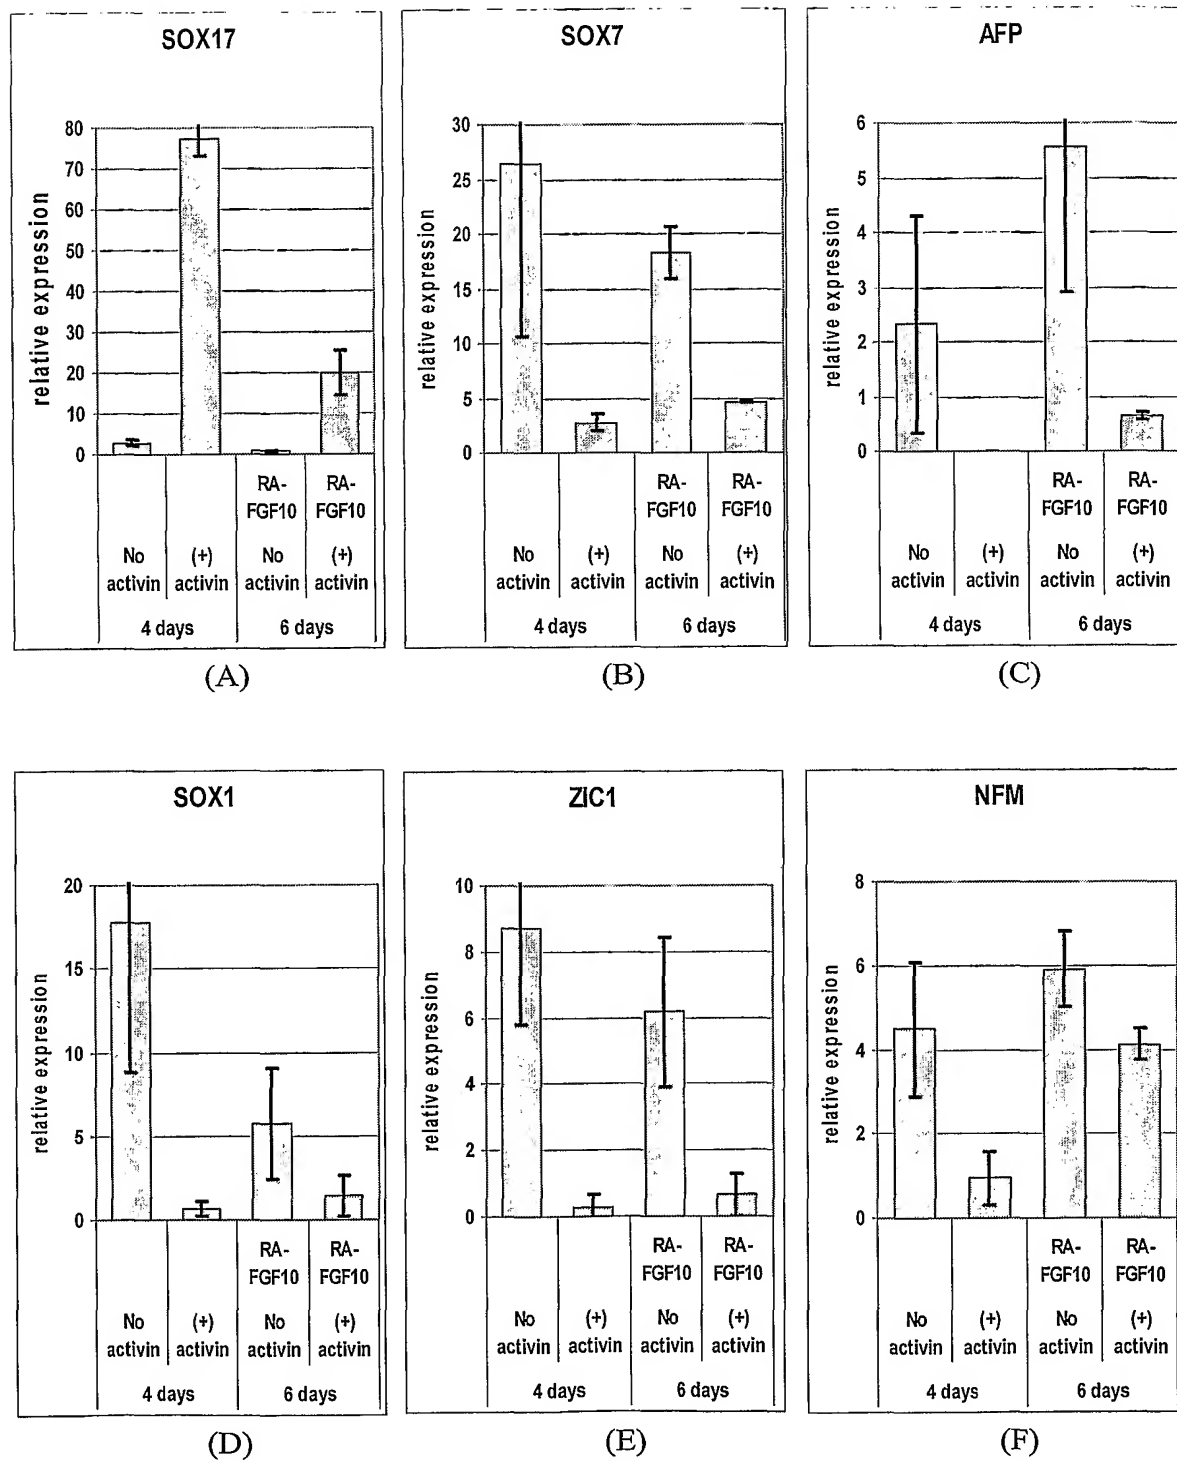 SOX17
80
70
60
50
40
30
20
10
0
relative expression
RA- RA-
FGF10 FGF10
No (+) No (+)
activin activin activin activin
4 days 6 days
(A)
SOX7
30
25
20
15
10
5
0
relative expression
RA- RA-
FGF10 FGF10
No (+) No (+)
activin activin activin activin
4 days 6 days
(B)
AFP
6
5
4
3
2
1
0
relative expression
RA- RA-
FGF10 FGF10
No (+) No (+)
activin activin activin activin
4 days 6 days
(C)
SOX1
20
15
10
5
0
relative expression
RA- RA-
FGF10 FGF10
No (+) No (+)
activin activin activin activin
4 days 6 days
(D)
ZIC1
10
8
6
4
2
0
relative expression
RA- RA-
FGF10 FGF10
No (+) No (+)
activin activin activin activin
4 days 6 days
(E)
NFM
8
6
4
2
0
relative expression
RA- RA-
FGF10 FGF10
No (+) No (+)
activin activin activin activin
4 days 6 days
(F)